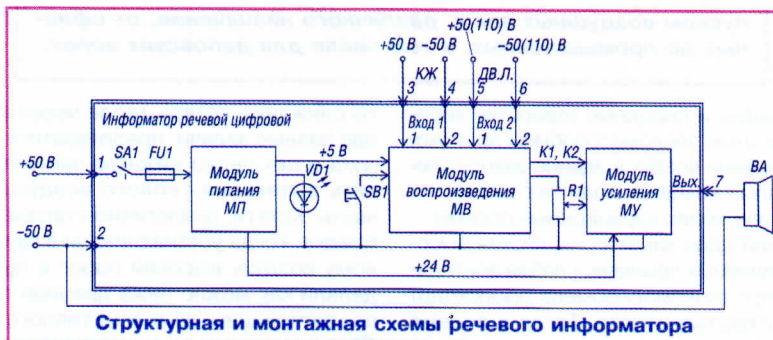 +50(110) В
+50 В –50 В –50(110) В
КЖ ДВ.Л.
3 4 5 6
Информатор речевой цифровой
Вход 1 Вход 2
1 2 1 2
+50 В 1 SA1 FU1
+5 В
VD1
SB1
К1, К2
R1
Модуль
питания
МП
Модуль
воспроизведения
МВ
Модуль
усиления
МУ
Вых. 7
ВА
–50 В 2
+24 В
Структурная и монтажная схемы речевого информатора